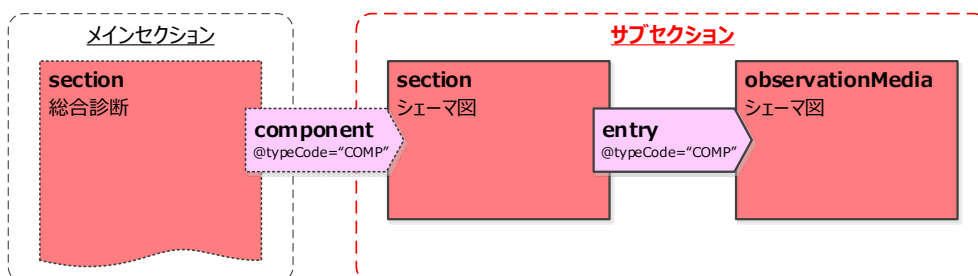 メインセクション
section
総合診断
component
@typeCode=“COMP”
サブセクション
section
シェーマ図
entry
@typeCode=“COMP”
observationMedia
シェーマ図